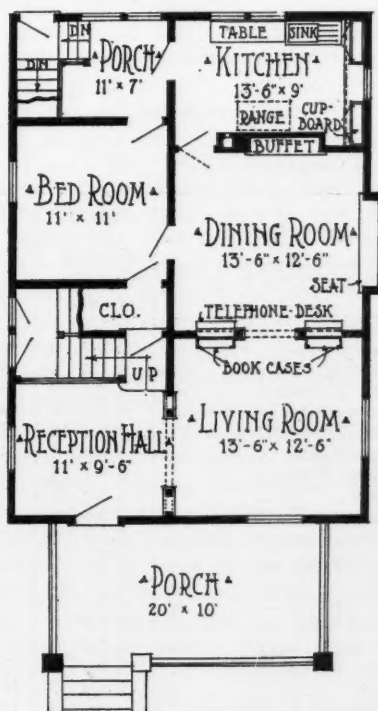 TABLE
SINK
DN
DN
PORCH
11' x 7'
KITCHEN
13'-6" x 9'
RANGE
CUP-
BOARD
BUFFET
BED ROOM
11' x 11'
DINING ROOM
13'-6" x 12'-6"
SEAT
CLO.
TELEPHONE-DESK
BOOK CASES
UP
RECEPTION HALL
11' x 9'-6"
LIVING ROOM
13'-6" x 12'-6"
PORCH
20' x 10'